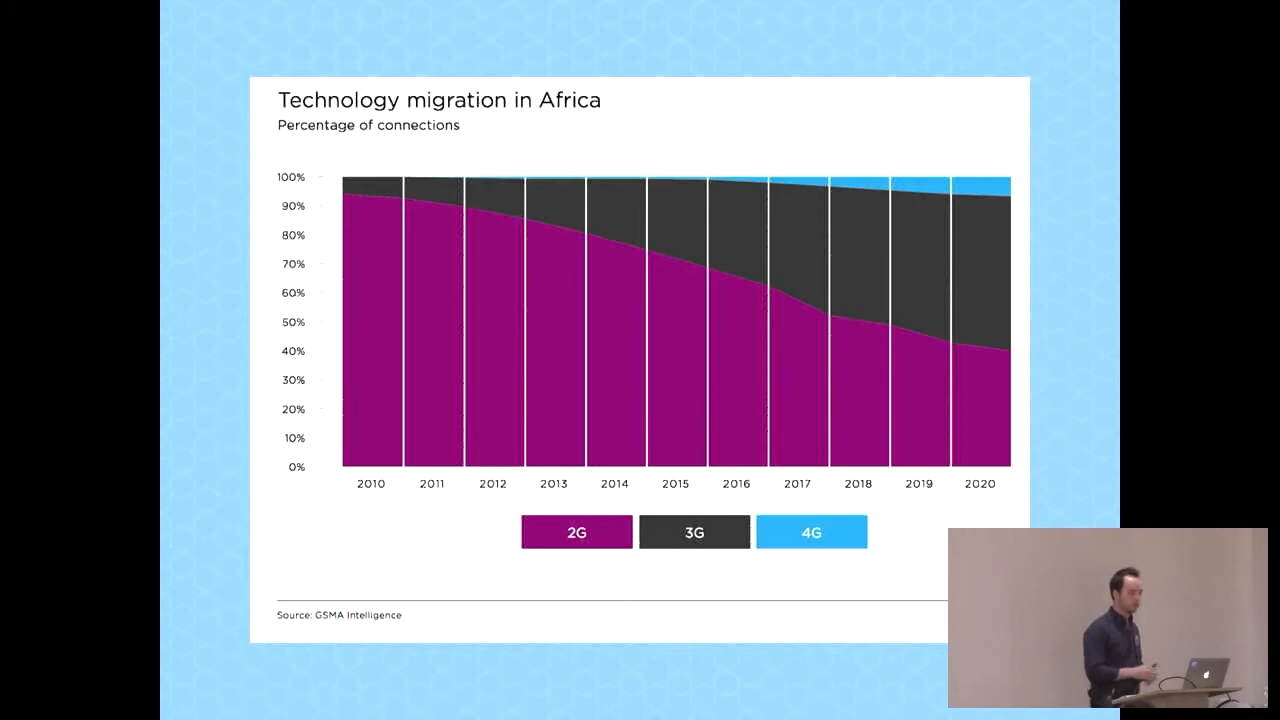 Technology migration in Africa
Percentage of connections
100%
90%
80%
70%
60%
50%
40%
30%
20%
10%
0%
2010 2011 2012 2013 2014 2015 2016 2017 2018 2019 2020
2G 3G 4G
Source: GSMA Intelligence